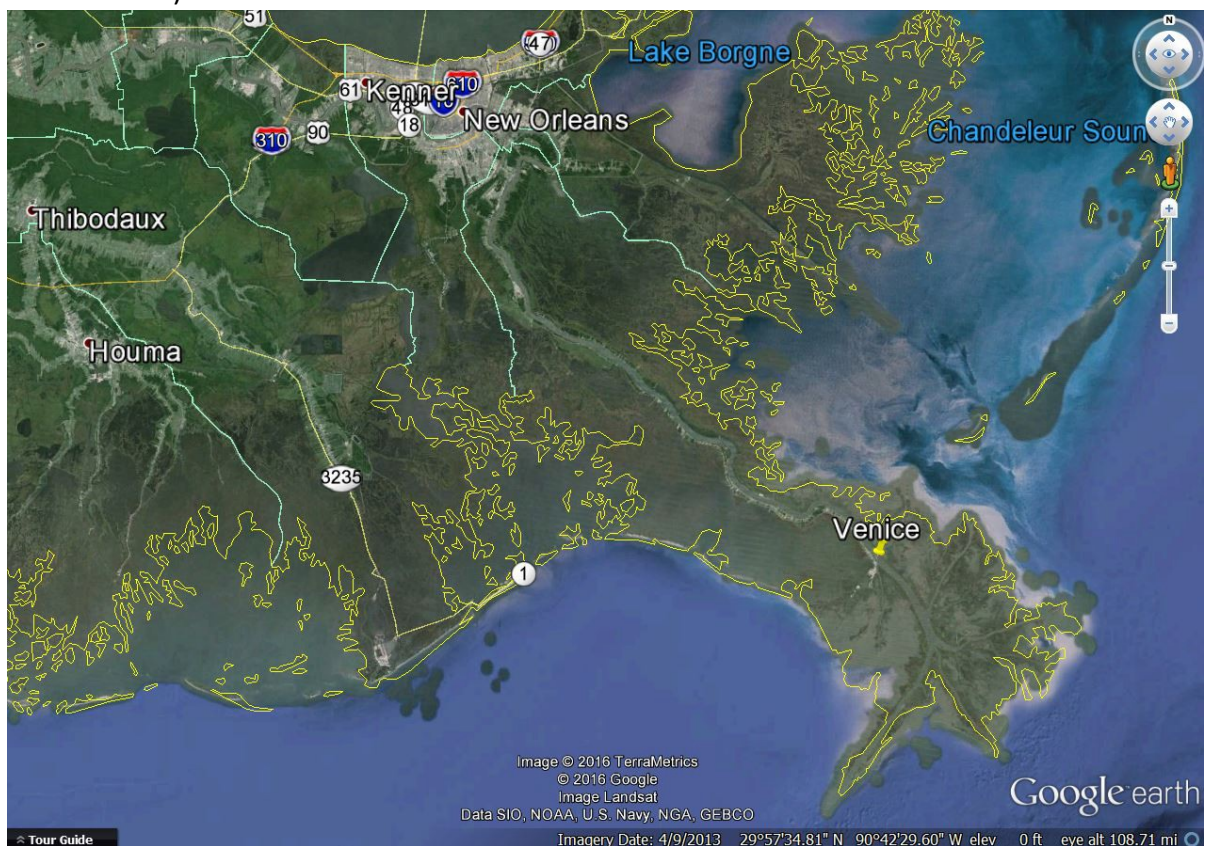 51
47
Lake Borgne
N
61
Kenner
610
48
10
18
New Orleans
310
90
Chandeleur Soun
Thibodaux
Houma
3235
Venice
1
Image © 2016 TerraMetrics
© 2016 Google
Image Landsat
Data SIO, NOAA, U.S. Navy, NGA, GEBCO
Google earth
Tour Guide
Imagery Date: 4/9/2013 29°57'34.81" N 90°42'29.60" W elev 0 ft eye alt 108.71 mi